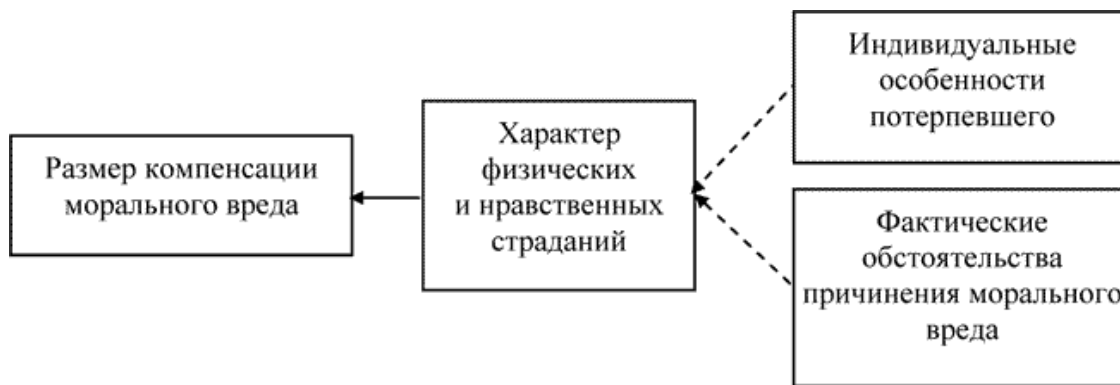 Размер компенсации
морального вреда
Характер
физических
и нравственных
страданий
Индивидуальные
особенности
потерпевшего
Фактические
обстоятельства
причинения морального
вреда